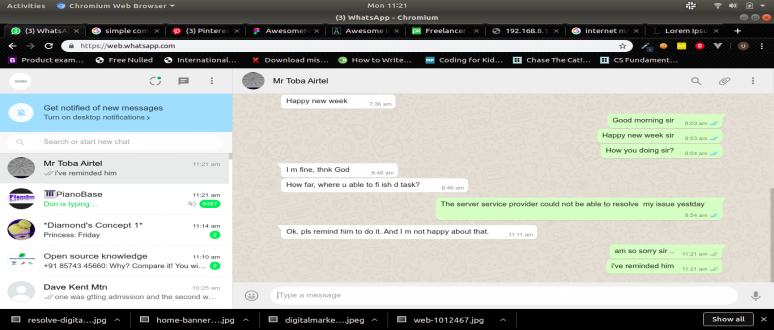 Activities Chromium Web Browser Mon 11:21
(3) WhatsApp - Chromium
(3) WhatsA simple com (3) Pinteres Awesomef Awesome I Freelancer 192.168.8.1 internet m Lorem Ipsu
https://web.whatsapp.com
Product exam... Free Nulled International... Download mis... How to Write... Coding for Kid... Chase The Cat!... CS Fundament...
Mr Toba Airtel
Get notified of new messages
Turn on desktop notifications >
Search or start new chat
Mr Toba Airtel 11:21 am
i've reminded him
PianoBase 11:21 am
Don is typing... 5467
*Diamond's Concept 1* 11:14 am
Princess: Friday 2
Open source knowledge 11:10 am
+91 85743 45660: Why? Compare it! You wi... 2
Dave Kent Mtn 10:25 am
one was gtting admission and the second w...
Happy new week 7:36 am
Good morning sir 8:03 am
Happy new week sir 8:03 am
How you doing sir? 8:04 am
I m fine, thnk God 8:46 am
How far, where u able to fi ish d task? 8:46 am
The server service provider could not be able to resolve my issue yestday
8:54 am
Ok, pls remind him to do it. And I m not happy about that. 11:11 am
am so sorry sir .. 11:21 am
i've reminded him 11:21 am
Type a message
resolve-digita....jpg home-banner....jpg digitalmarke....jpeg web-1012467.jpg Show all